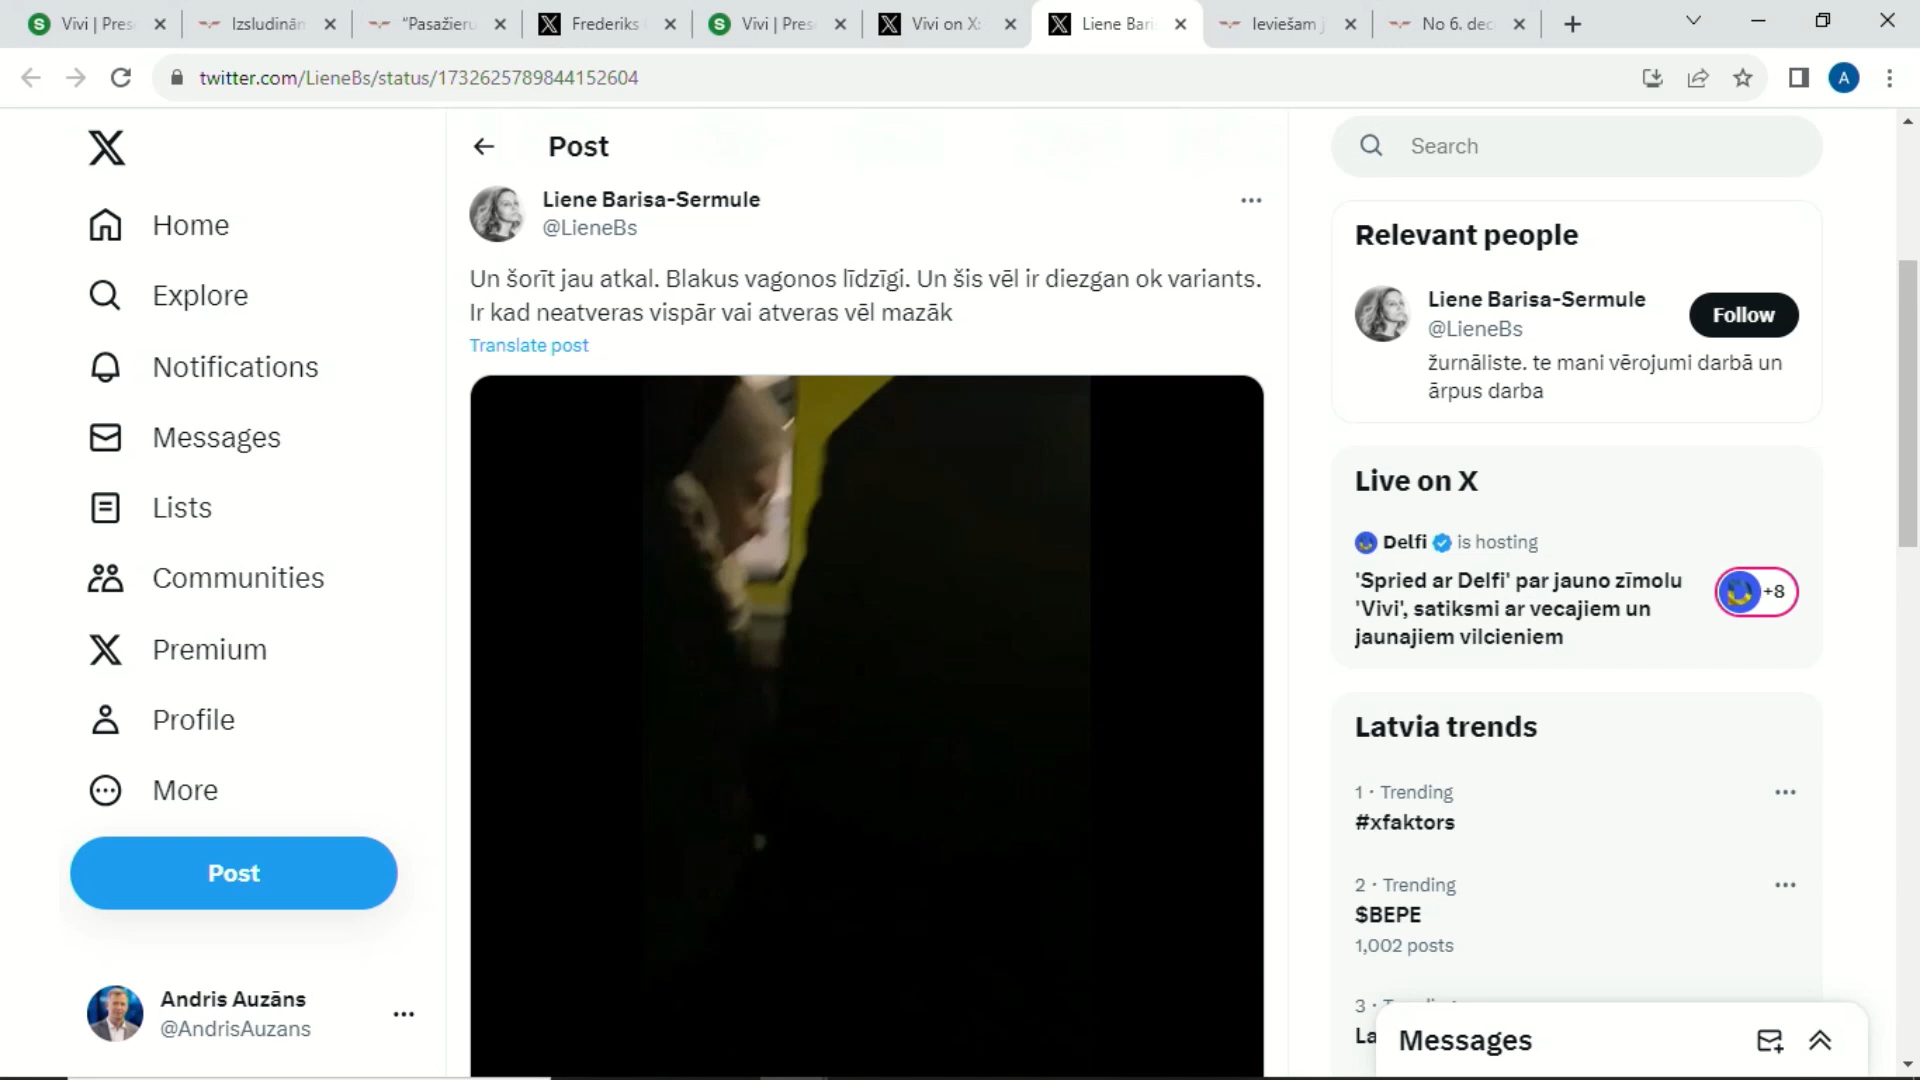 Vivi | Pres
Izsludinām
"Pasažieru
Frederiks
Vivi | Pres
Vivi on X:
Liene Bari
Ieviešam j
No 6. dec
twitter.com/LieneBs/status/1732625789844152604
A
Home
Explore
Notifications
Messages
Lists
Communities
Premium
Profile
More
Post
Andris Auzāns
@AndrisAuzans
Post
Liene Barisa-Sermule
@LieneBs
Un šorīt jau atkal. Blakus vagonos līdzīgi. Un šis vēl ir diezgan ok variants.
Ir kad neatveras vispār vai atveras vēl mazāk
Translate post
Search
Relevant people
Liene Barisa-Sermule
@LieneBs
Follow
žurnāliste. te mani vērojumi darbā un
ārpus darba
Live on X
Delfi is hosting
'Spried ar Delfi' par jauno zīmolu
'Vivi', satiksmi ar vecajiem un
jaunajiem vilcieniem
+8
Latvia trends
1 · Trending
#xfaktors
2 · Trending
$BEPE
1,002 posts
3 ·
La
Messages